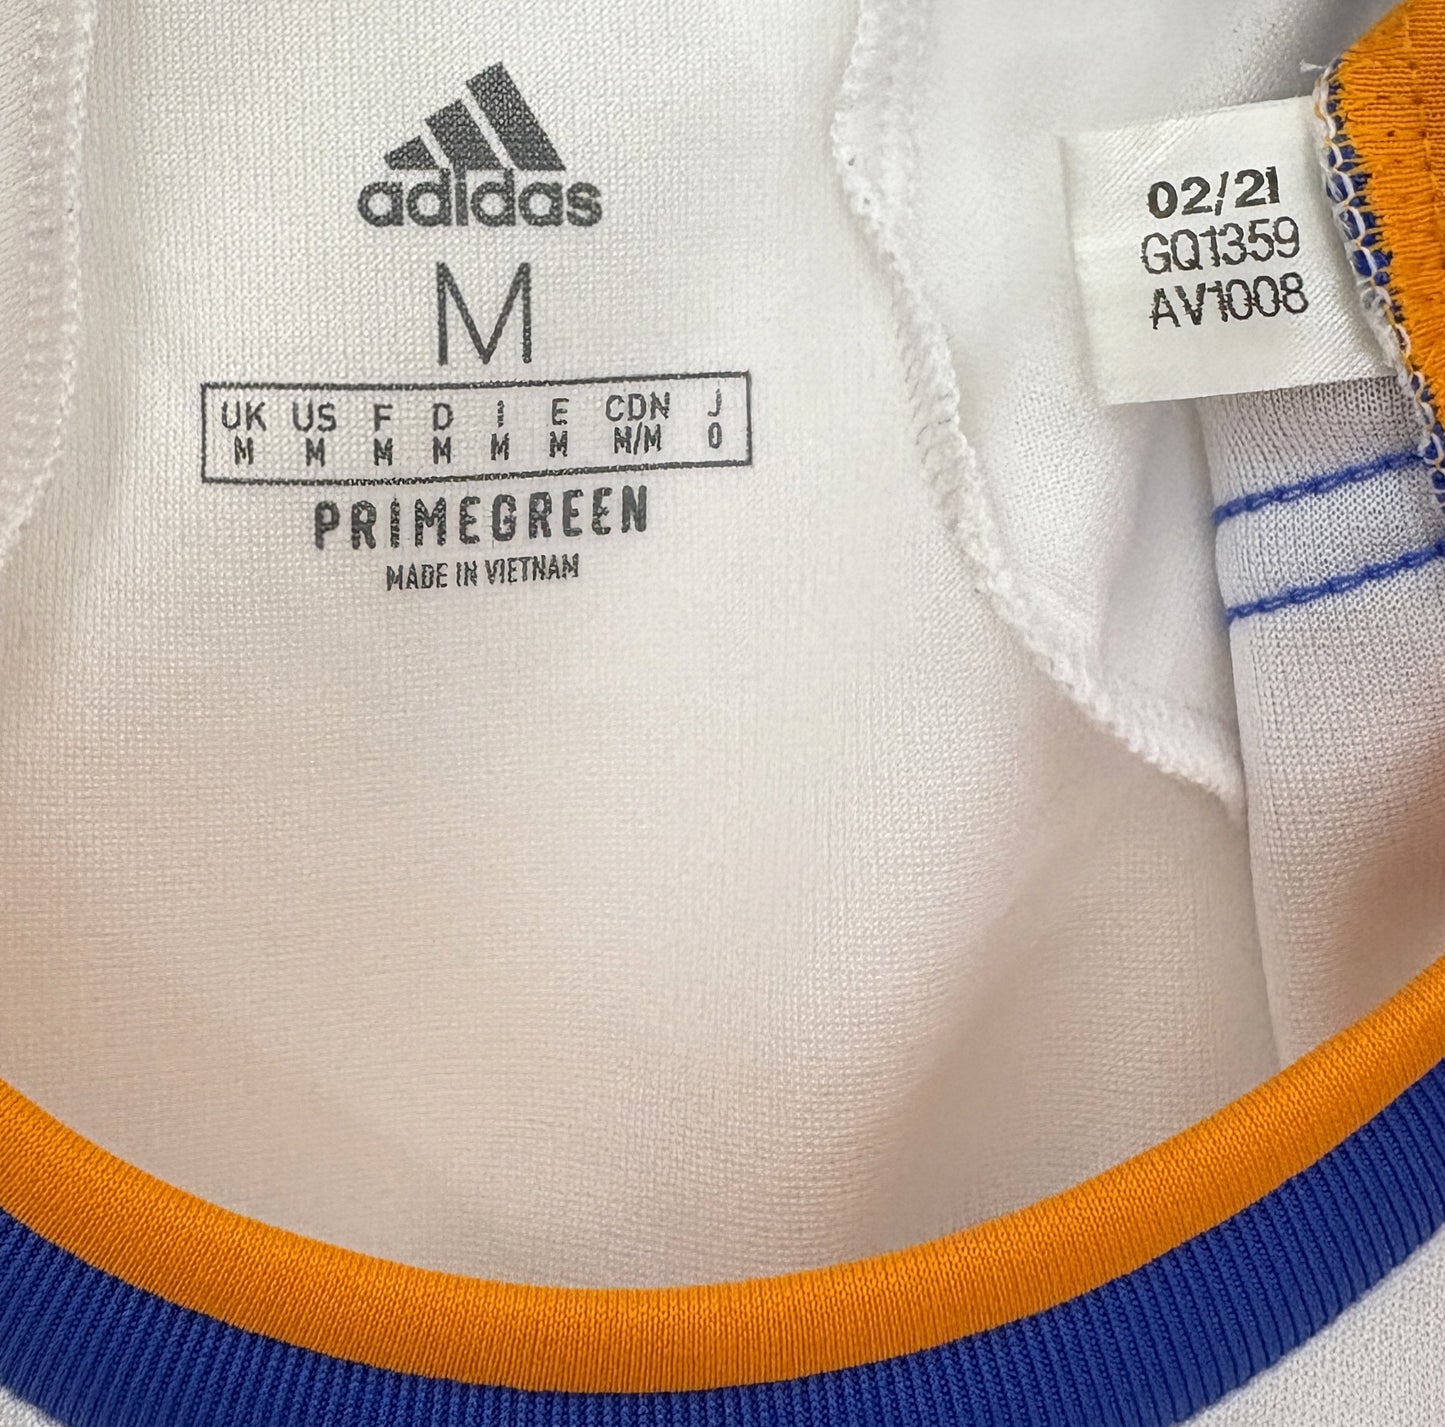 adidas
M
UK US F D I E CDN J
M M M M M M M/M O
PRIMEGREEN
MADE IN VIETNAM
02/21
GQ1359
AV1008